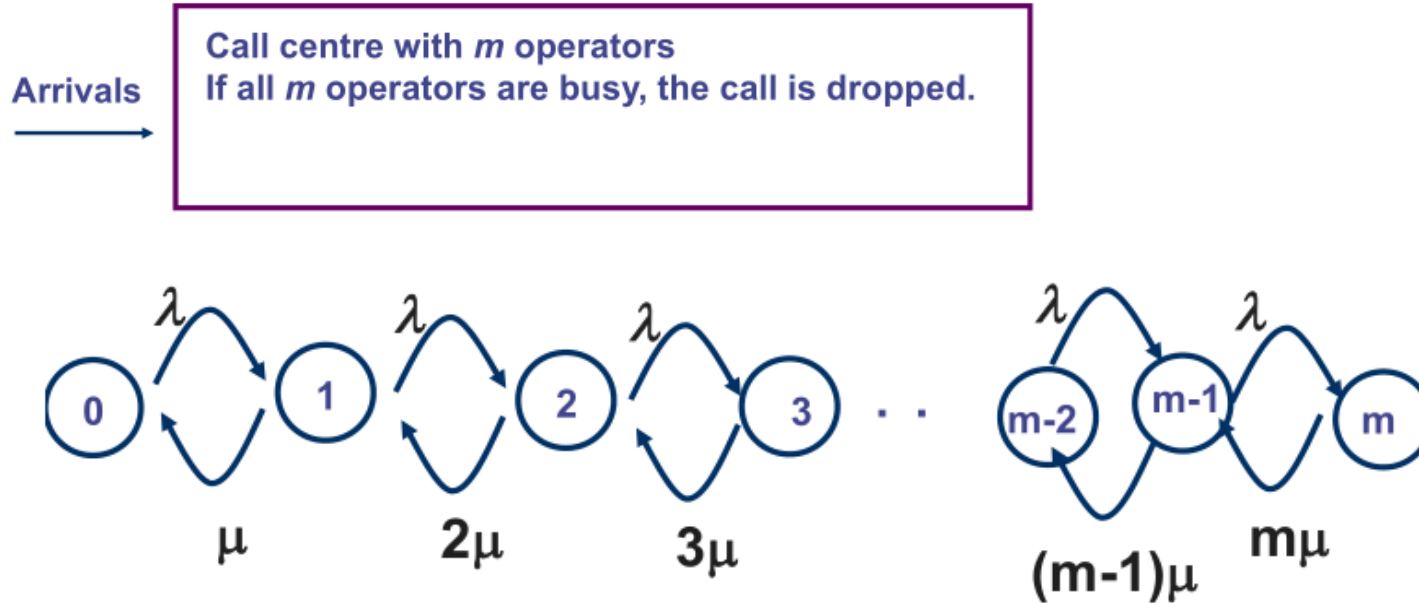 Call centre with m operators
If all m operators are busy, the call is dropped.
Arrivals
λ λ λ λ λ
0 1 2 3 . . m-2 m-1 m
μ 2μ 3μ (m-1)μ mμ